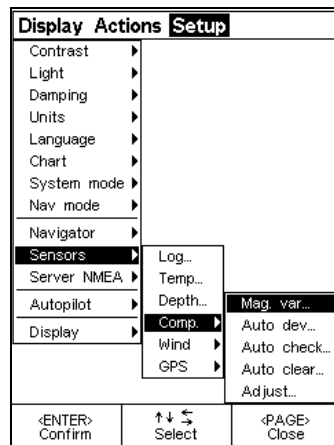 Display Actions Setup
Contrast
Light
Damping
Units
Language
Chart
System mode
Nav mode
Navigator
Sensors
Server NMEA
Autopilot
Display
Log...
Temp...
Depth...
Comp.
Wind
GPS
Mag. var...
Auto dev...
Auto check...
Auto clear...
Adjust...
<ENTER>
Confirm
↑↓ ⇆
Select
<PAGE>
Close